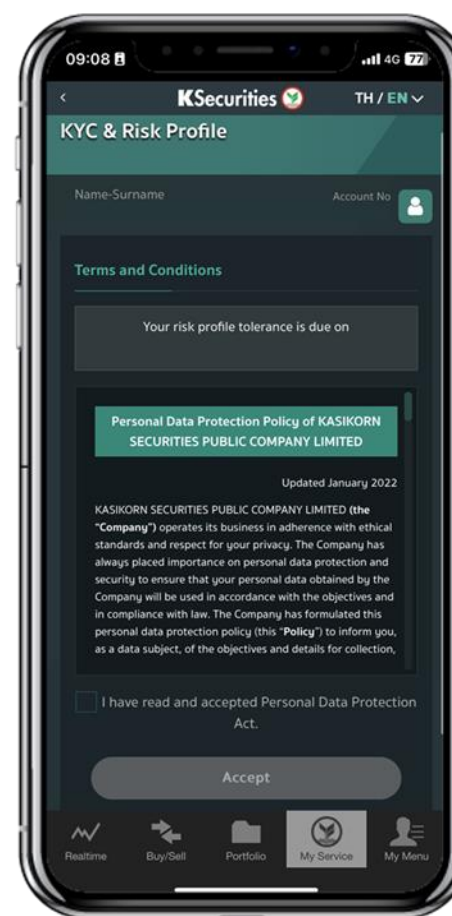 09:08
4G 77
<
KSecurities
TH / EN
KYC & Risk Profile
Name-Surname
Account No
Terms and Conditions
Your risk profile tolerance is due on
Personal Data Protection Policy of KASIKORN
SECURITIES PUBLIC COMPANY LIMITED
Updated January 2022
KASIKORN SECURITIES PUBLIC COMPANY LIMITED (the
"Company") operates its business in adherence with ethical
standards and respect for your privacy. The Company has
always placed importance on personal data protection and
security to ensure that your personal data obtained by the
Company will be used in accordance with the objectives and
in compliance with law. The Company has formulated this
personal data protection policy (this "Policy") to inform you,
as a data subject, of the objectives and details for collection,
I have read and accepted Personal Data Protection
Act.
Accept
Realtime
Buy/Sell
Portfolio
My Service
My Menu